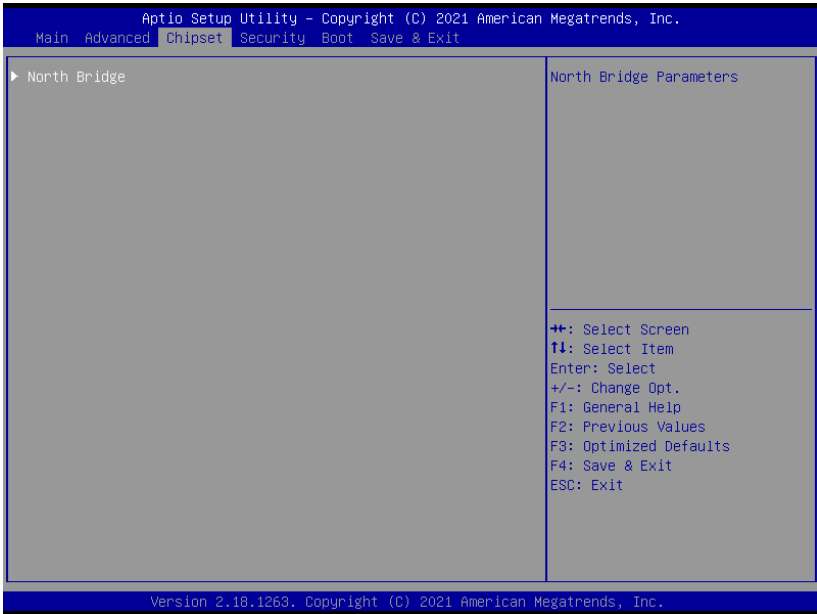 Aptio Setup Utility – Copyright (C) 2021 American Megatrends, Inc.
Main Advanced Chipset Security Boot Save & Exit
North Bridge
North Bridge Parameters
→←: Select Screen
↑↓: Select Item
Enter: Select
+/-: Change Opt.
F1: General Help
F2: Previous Values
F3: Optimized Defaults
F4: Save & Exit
ESC: Exit
Version 2.18.1263. Copyright (C) 2021 American Megatrends, Inc.